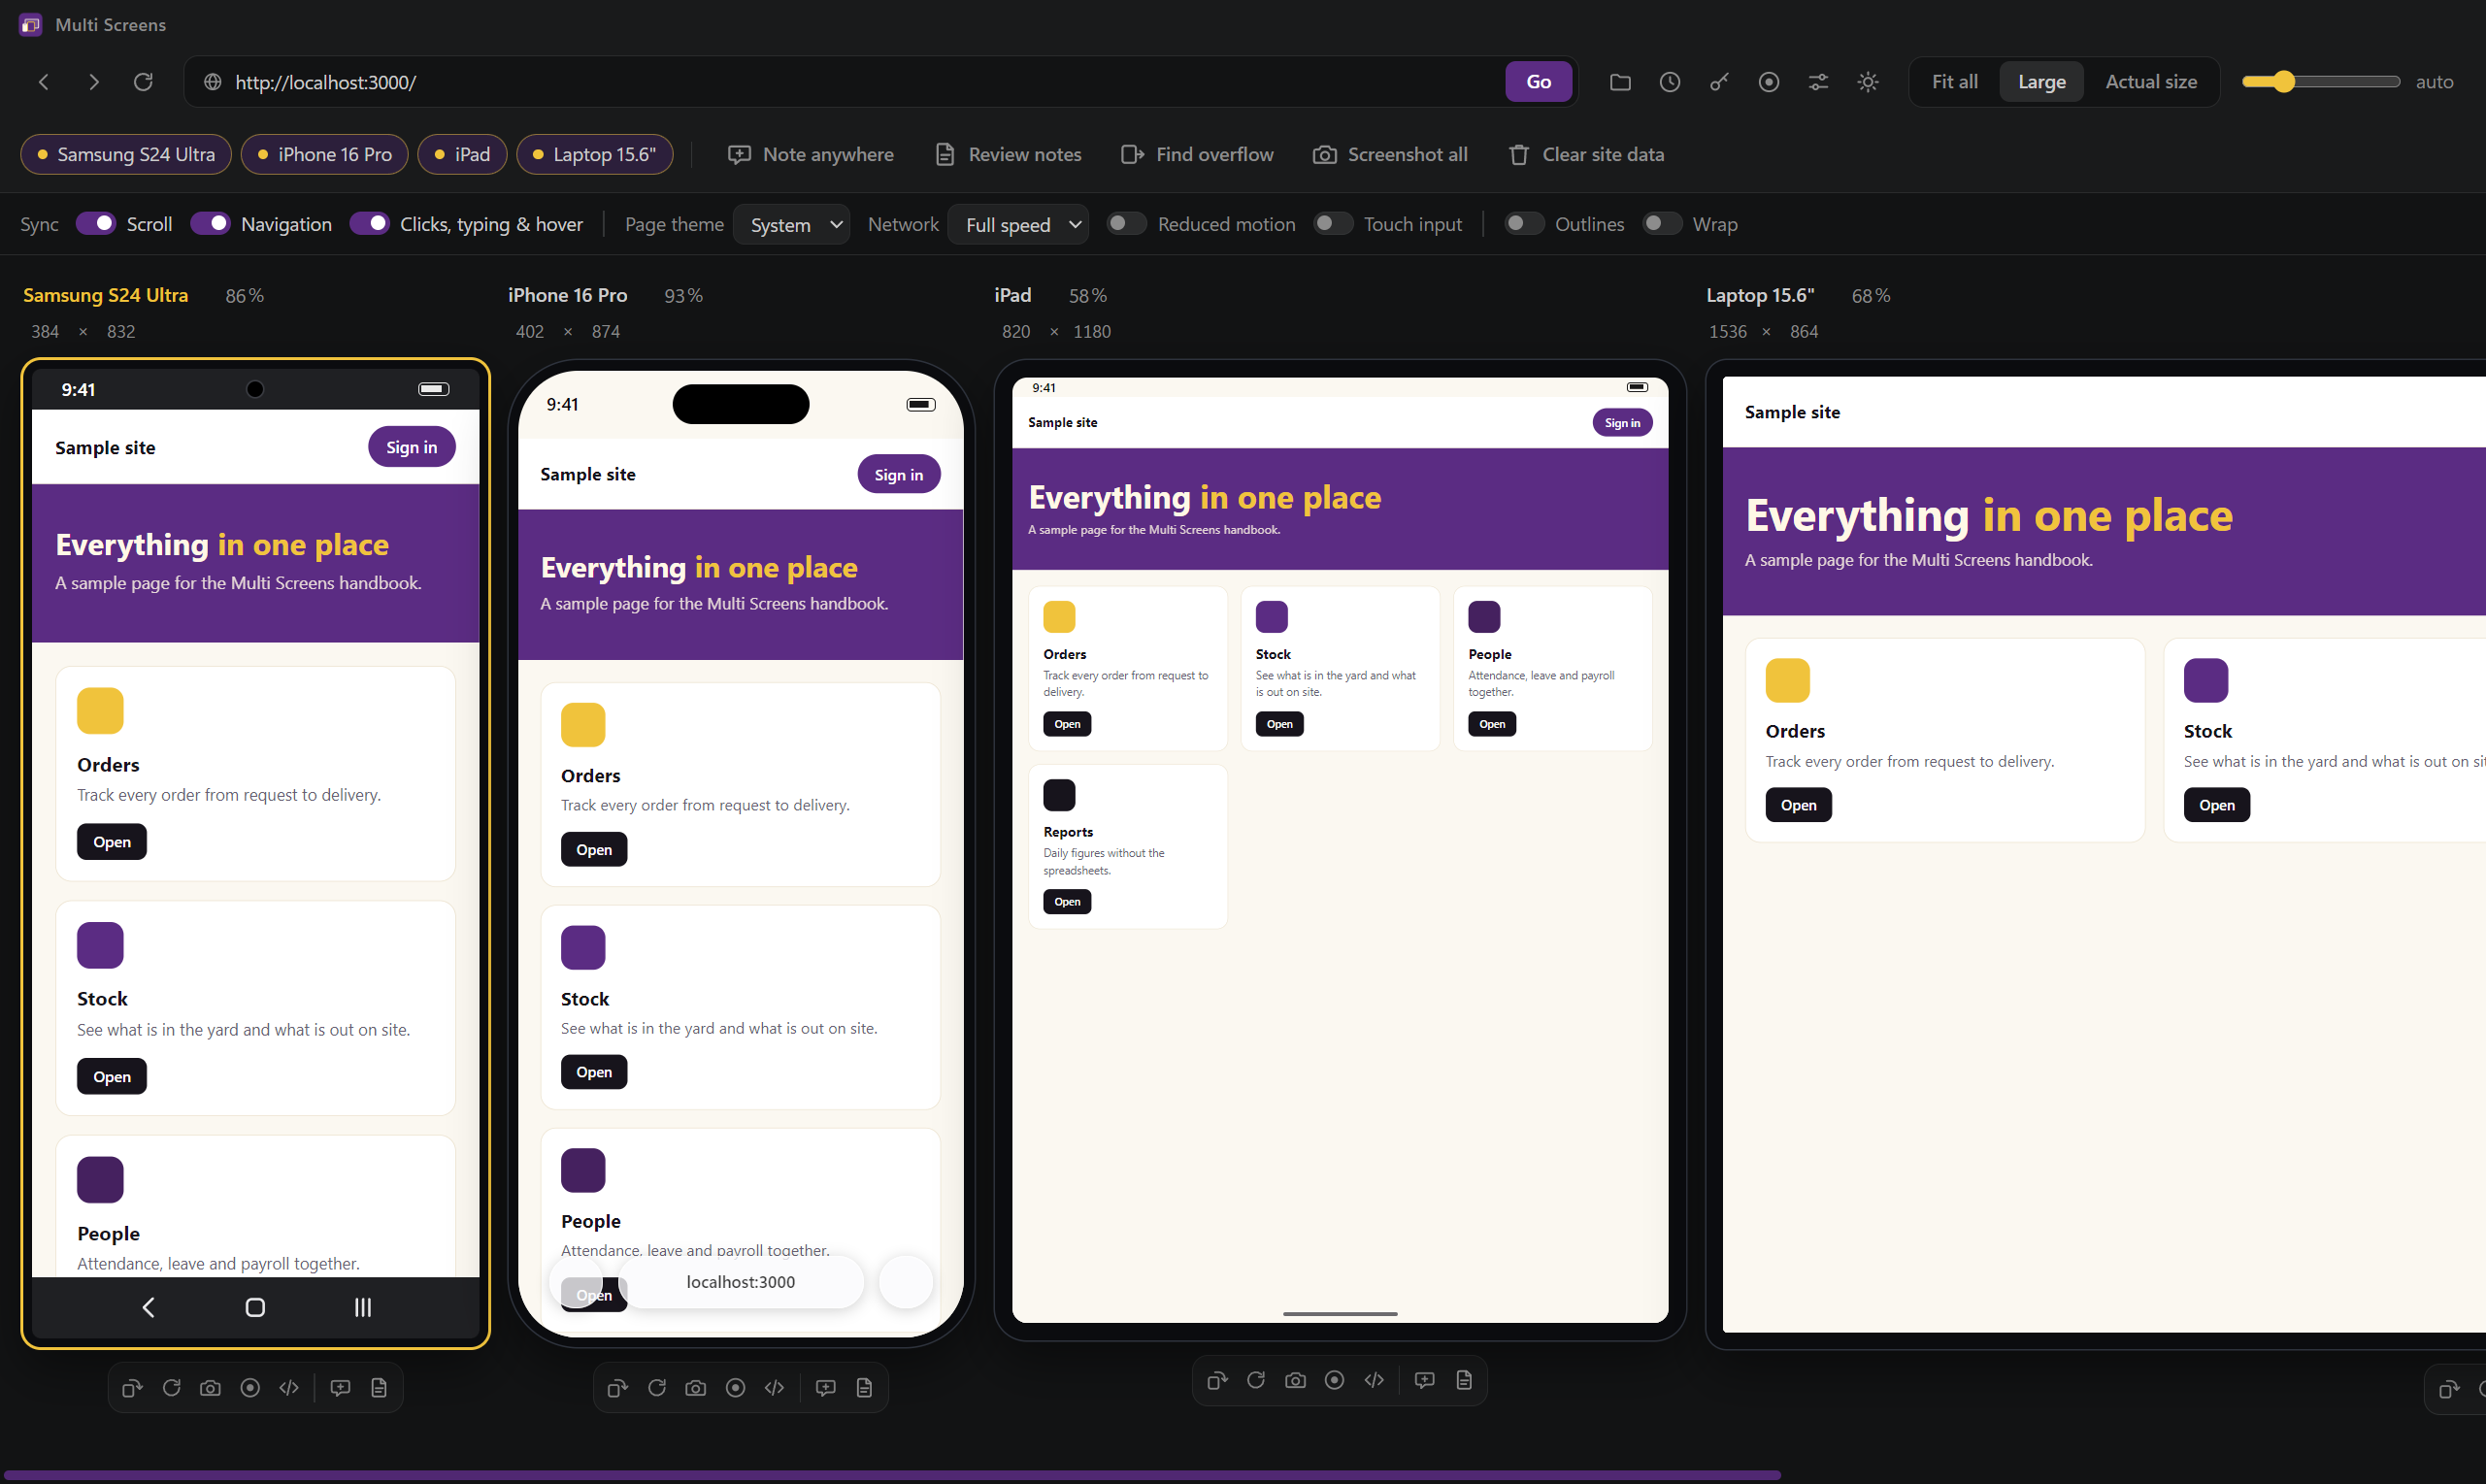 Multi Screens
http://localhost:3000/
Go
Fit all
Large
Actual size
auto
Samsung S24 Ultra
iPhone 16 Pro
iPad
Laptop 15.6"
Note anywhere
Review notes
Find overflow
Screenshot all
Clear site data
Sync
Scroll
Navigation
Clicks, typing & hover
Page theme
System
Network
Full speed
Reduced motion
Touch input
Outlines
Wrap
Samsung S24 Ultra 86%
384 × 832
9:41
Sample site
Sign in
Everything in one place
A sample page for the Multi Screens handbook.
Orders
Track every order from request to delivery.
Open
Stock
See what is in the yard and what is out on site.
Open
People
Attendance, leave and payroll together.
iPhone 16 Pro 93%
402 × 874
9:41
Sample site
Sign in
Everything in one place
A sample page for the Multi Screens handbook.
Orders
Track every order from request to delivery.
Open
Stock
See what is in the yard and what is out on site.
Open
People
Attendance, leave and payroll together.
Open
localhost:3000
iPad 58%
820 × 1180
9:41
Sample site
Sign in
Everything in one place
A sample page for the Multi Screens handbook.
Orders
Track every order from request to
delivery.
Open
Stock
See what is in the yard and what
is out on site.
Open
People
Attendance, leave and payroll
together.
Open
Reports
Daily figures without the
spreadsheets.
Open
Laptop 15.6" 68%
1536 × 864
Sample site
Everything in one place
A sample page for the Multi Screens handbook.
Orders
Track every order from request to delivery.
Open
Stock
See what is in the yard and what is out on
Open